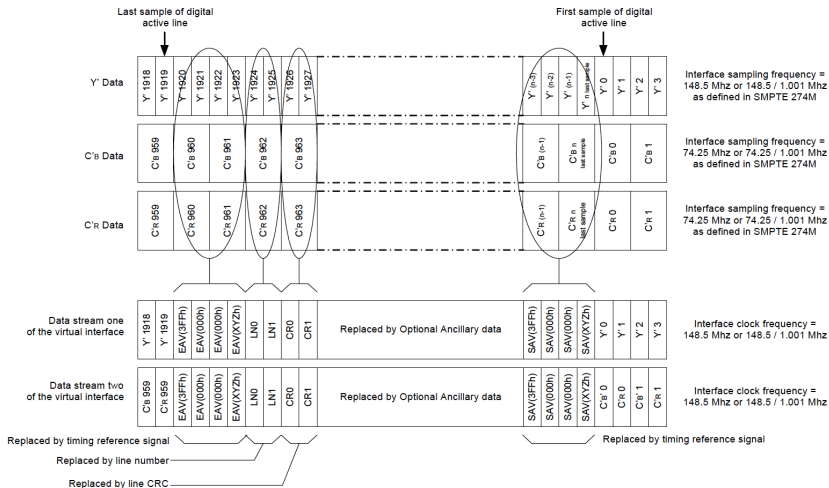 Last sample of digital
active line
First sample of digital
active line
Y' Data
Y' 1918
Y' 1919
Y' 1920
Y' 1921
Y' 1922
Y' 1923
Y' 1924
Y' 1925
Y' 1926
Y' 1927
Y' (n-3)
Y' (n-2)
Y' (n-1)
Y' n last sample
Y' 0
Y' 1
Y' 2
Y' 3
Interface sampling frequency =
148.5 Mhz or 148.5 / 1.001 Mhz
as defined in SMPTE 274M
C'B Data
C'B 959
C'B 960
C'B 961
C'B 962
C'B 963
C'B (n-1)
C'B n
last sample
C'B 0
C'B 1
Interface sampling frequency =
74.25 Mhz or 74.25 / 1.001 Mhz
as defined in SMPTE 274M
C'R Data
C'R 959
C'R 960
C'R 961
C'R 962
C'R 963
C'R (n-1)
C'R n
last sample
C'R 0
C'R 1
Interface sampling frequency =
74.25 Mhz or 74.25 / 1.001 Mhz
as defined in SMPTE 274M
Data stream one
of the virtual interface
Y' 1918
Y' 1919
EAV(3FFh)
EAV(000h)
EAV(000h)
EAV(XYZh)
LN0
LN1
CR0
CR1
Replaced by Optional Ancillary data
SAV(3FFh)
SAV(000h)
SAV(000h)
SAV(XYZh)
Y' 0
Y' 1
Y' 2
Y' 3
Interface clock frequency =
148.5 Mhz or 148.5 / 1.001 Mhz
Data stream two
of the virtual interface
C'B 959
C'R 959
EAV(3FFh)
EAV(000h)
EAV(000h)
EAV(XYZh)
LN0
LN1
CR0
CR1
Replaced by Optional Ancillary data
SAV(3FFh)
SAV(000h)
SAV(000h)
SAV(XYZh)
C'B' 0
C'R 0
C'B' 1
C'R 1
Interface clock frequency =
148.5 Mhz or 148.5 / 1.001 Mhz
Replaced by timing reference signal
Replaced by timing reference signal
Replaced by line number
Replaced by line CRC